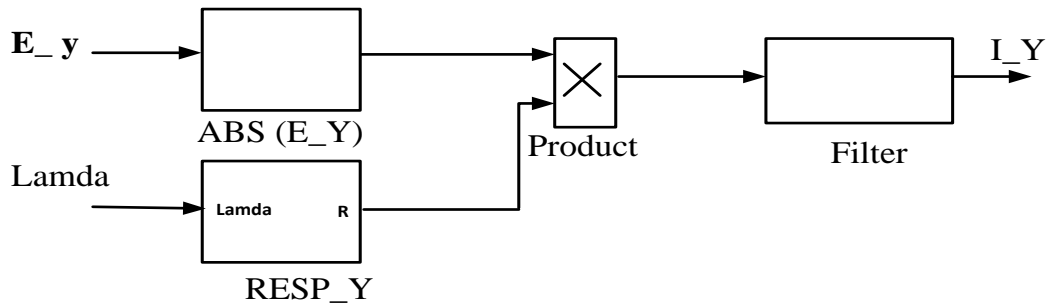 E_ y
ABS (E_Y)
Product
Filter
I_Y
Lamda
Lamda R
RESP_Y